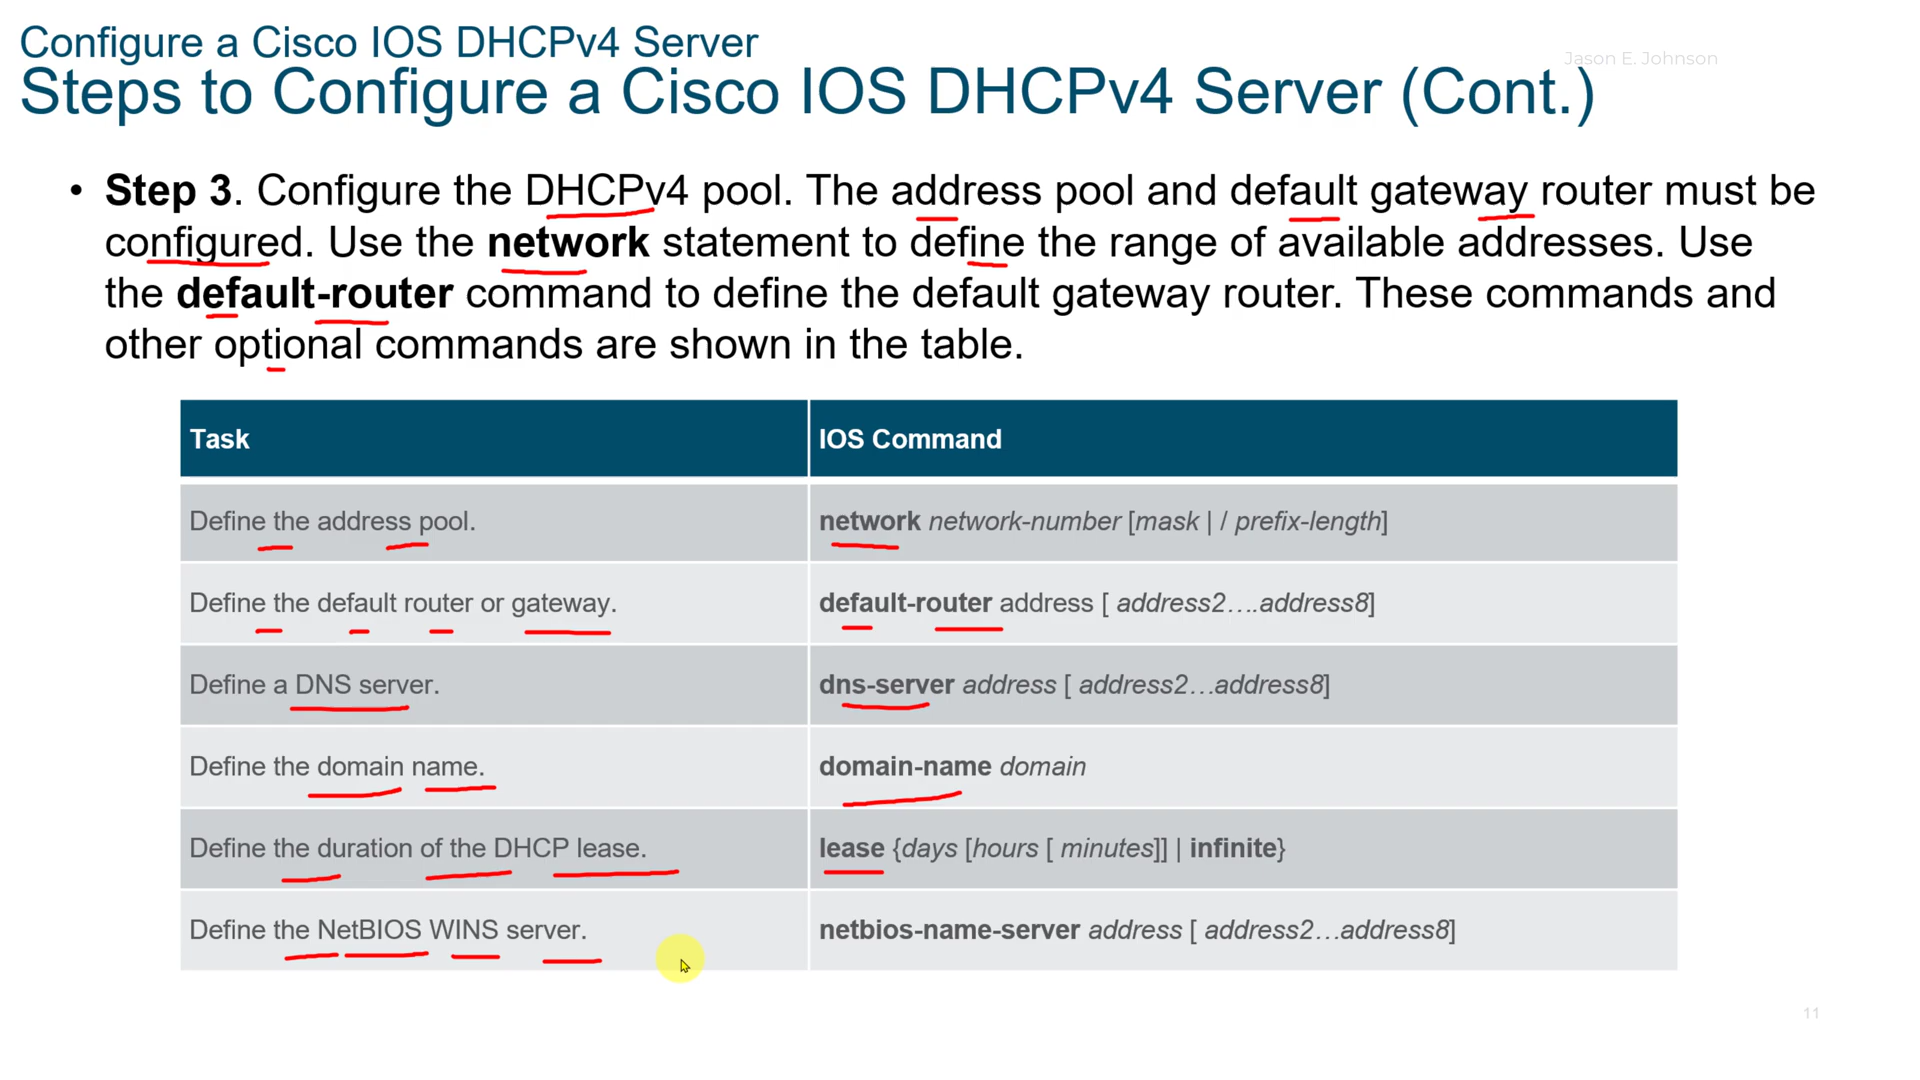 Configure a Cisco IOS DHCPv4 Server
Jason E. Johnson
Steps to Configure a Cisco IOS DHCPv4 Server (Cont.)
• Step 3. Configure the DHCPv4 pool. The address pool and default gateway router must be
configured. Use the network statement to define the range of available addresses. Use
the default-router command to define the default gateway router. These commands and
other optional commands are shown in the table.
Task IOS Command
Define the address pool. network network-number [mask | / prefix-length]
Define the default router or gateway. default-router address [ address2….address8]
Define a DNS server. dns-server address [ address2…address8]
Define the domain name. domain-name domain
Define the duration of the DHCP lease. lease {days [hours [ minutes]] | infinite}
Define the NetBIOS WINS server. netbios-name-server address [ address2…address8]
11